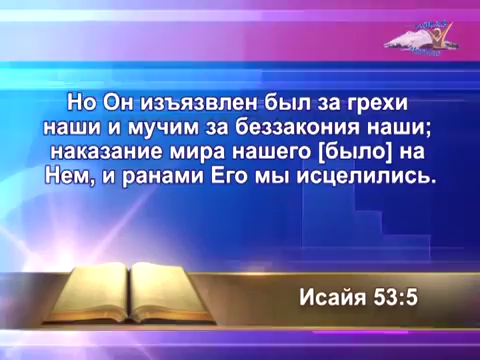 Но Он изъязвлен был за грехи
наши и мучим за беззакония наши;
наказание мира нашего [было] на
Нем, и ранами Его мы исцелились.
Исайя 53:5